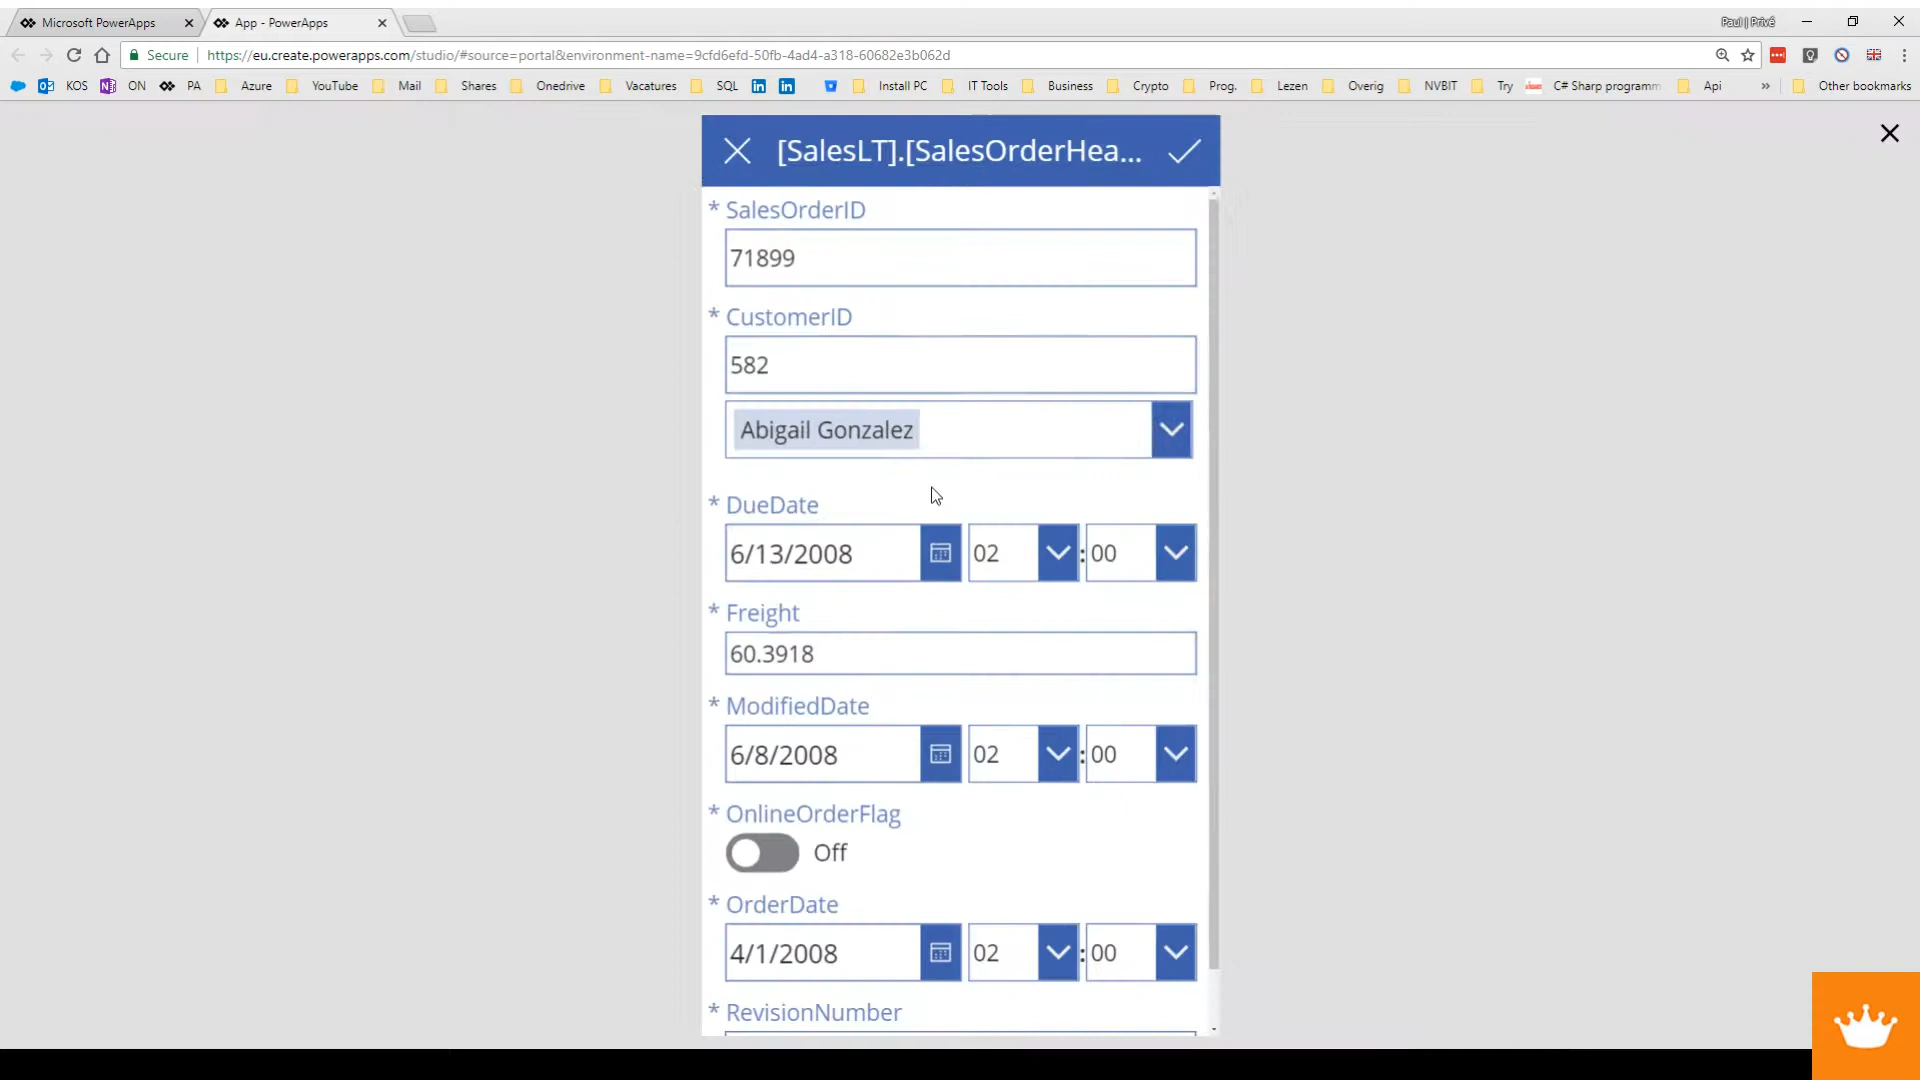 Microsoft PowerApps
App - PowerApps
Paul | Privé
Secure | https://eu.create.powerapps.com/studio/#source=portal&environment-name=9cfd6efd-50fb-4ad4-a318-60682e3b062d
KOS ON PA Azure YouTube Mail Shares Onedrive Vacatures SQL Install PC IT Tools Business Crypto Prog. Lezen Overig NVBIT Try C# Sharp programm Api » Other bookmarks
[SalesLT].[SalesOrderHea...
* SalesOrderID
71899
* CustomerID
582
Abigail Gonzalez
* DueDate
6/13/2008 02 : 00
* Freight
60.3918
* ModifiedDate
6/8/2008 02 : 00
* OnlineOrderFlag
Off
* OrderDate
4/1/2008 02 : 00
* RevisionNumber